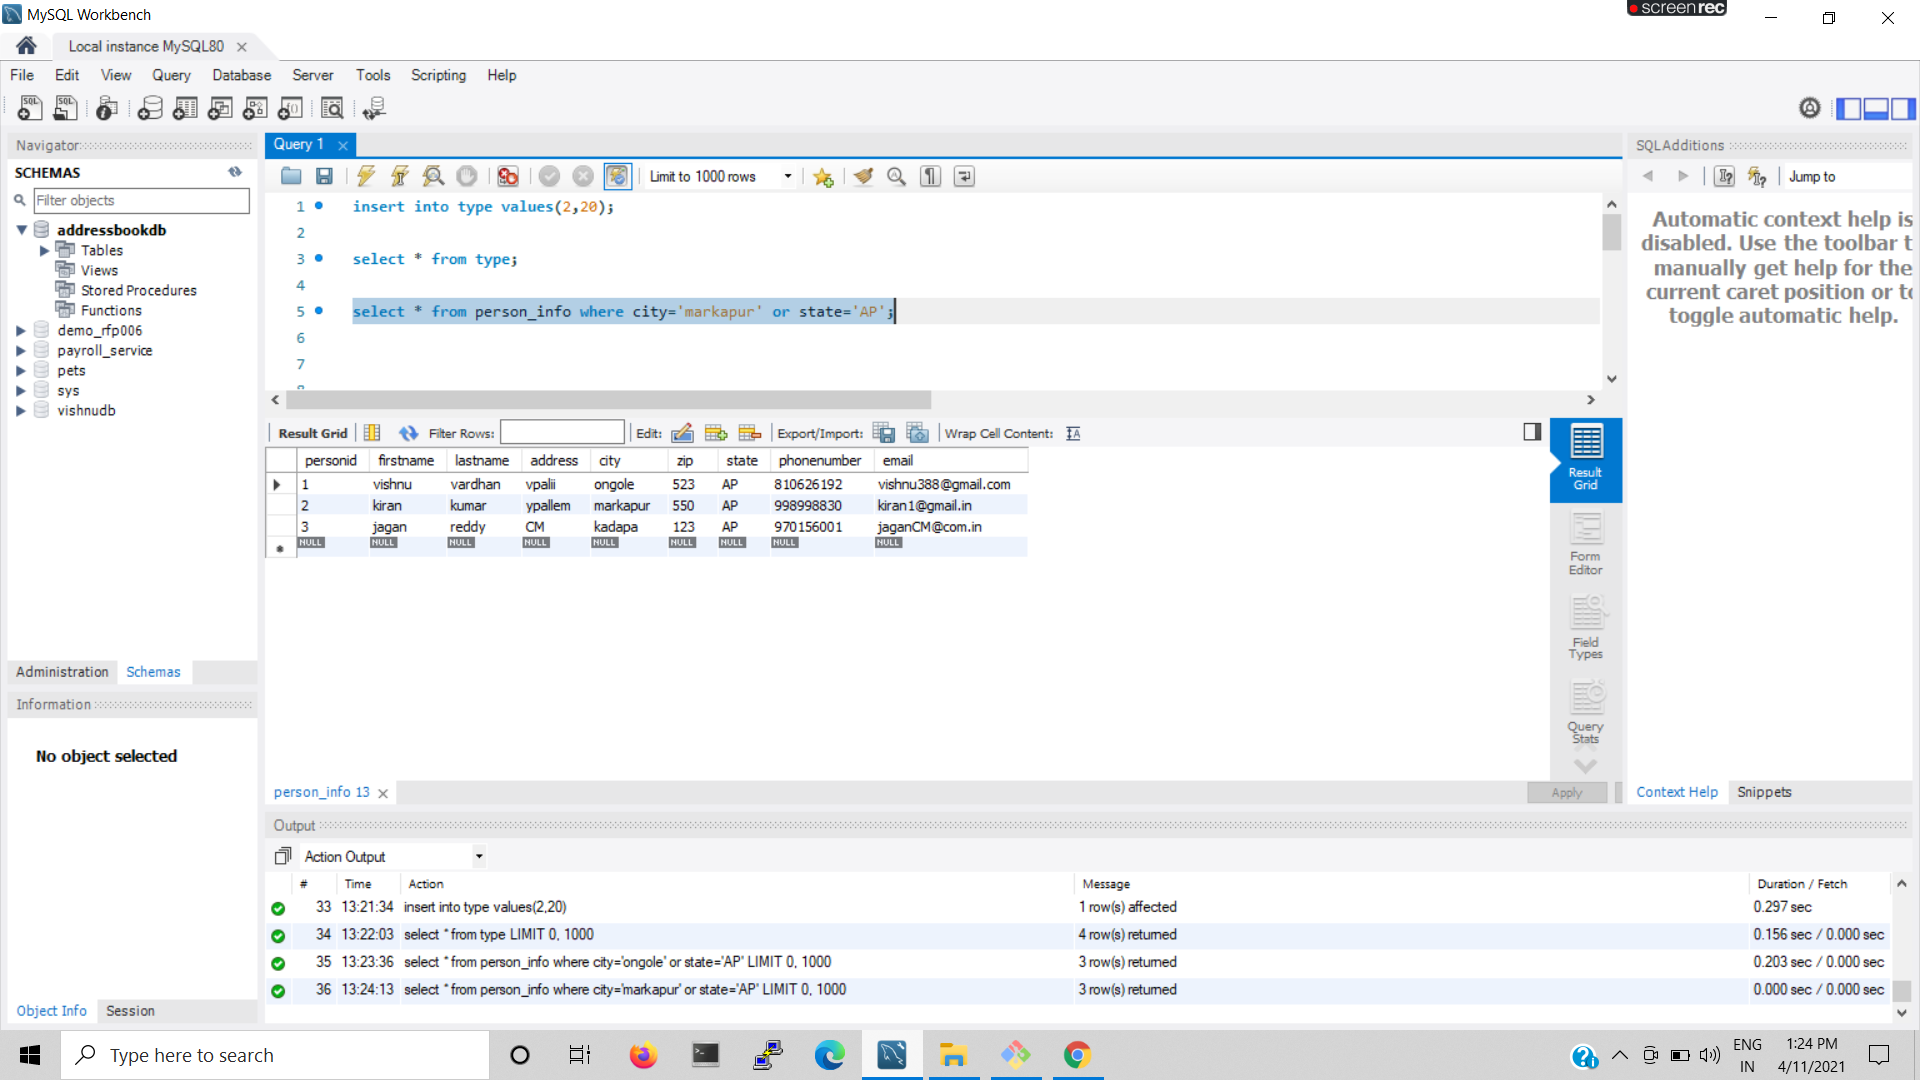 MySQL Workbench
screenrec
Local instance MySQL80
File Edit View Query Database Server Tools Scripting Help
Navigator
SCHEMAS
Filter objects
addressbookdb
Tables
Views
Stored Procedures
Functions
demo_rfp006
payroll_service
pets
sys
vishnudb
Administration Schemas
Information
No object selected
Object Info Session
Query 1
Limit to 1000 rows
1 insert into type values(2,20);
2
3 select * from type;
4
5 select * from person_info where city='markapur' or state='AP';
6
7
Result Grid Filter Rows: Edit: Export/Import: Wrap Cell Content:
personid firstname lastname address city zip state phonenumber email
1 vishnu vardhan vpalii ongole 523 AP 810626192 vishnu388@gmail.com
2 kiran kumar ypallem markapur 550 AP 998998830 kiran1@gmail.in
3 jagan reddy CM kadapa 123 AP 970156001 jaganCM@com.in
NULL NULL NULL NULL NULL NULL NULL NULL NULL
Result
Grid
Form
Editor
Field
Types
Query
Stats
person_info 13
Apply
SQLAdditions
Jump to
Automatic context help is
disabled. Use the toolbar t
manually get help for the
current caret position or to
toggle automatic help.
Context Help Snippets
Output
Action Output
# Time Action Message Duration / Fetch
33 13:21:34 insert into type values(2,20) 1 row(s) affected 0.297 sec
34 13:22:03 select * from type LIMIT 0, 1000 4 row(s) returned 0.156 sec / 0.000 sec
35 13:23:36 select * from person_info where city='ongole' or state='AP' LIMIT 0, 1000 3 row(s) returned 0.203 sec / 0.000 sec
36 13:24:13 select * from person_info where city='markapur' or state='AP' LIMIT 0, 1000 3 row(s) returned 0.000 sec / 0.000 sec
Type here to search
ENG
IN
1:24 PM
4/11/2021